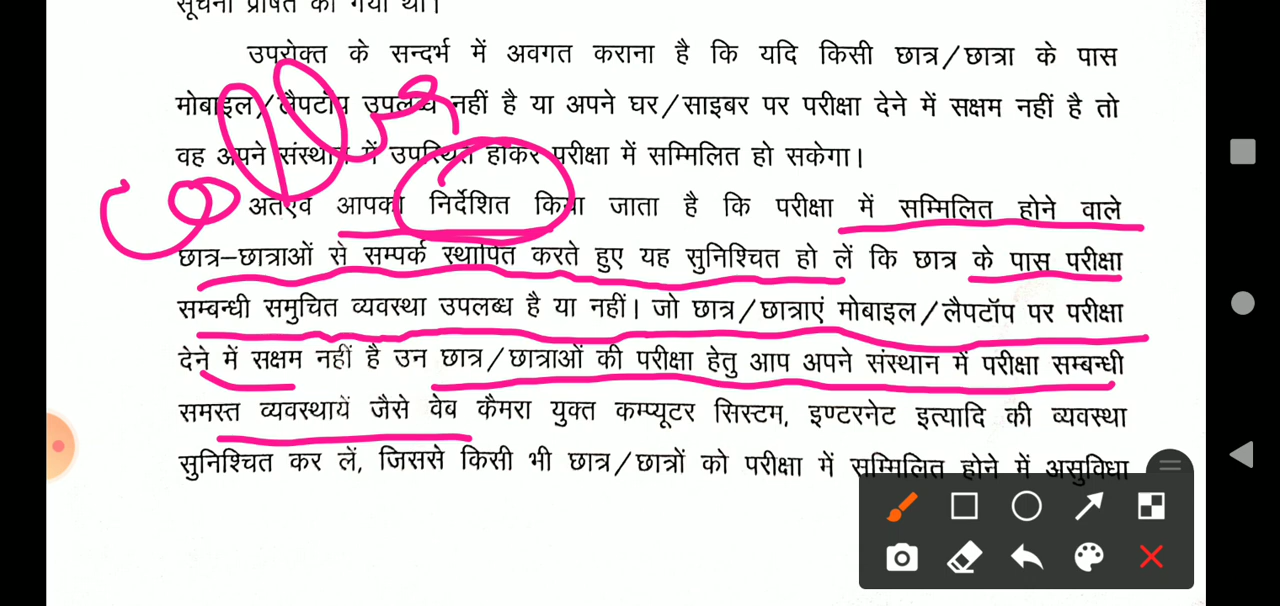 सूचना प्रेषित की गयी थी।
उपरोक्त के सन्दर्भ में अवगत कराना है कि यदि किसी छात्र/छात्रा के पास
मोबाइल/लैपटॉप उपलब्ध नहीं है या अपने घर/साइबर पर परीक्षा देने में सक्षम नहीं है तो
वह अपने संस्थान में उपस्थित होकर परीक्षा में सम्मिलित हो सकेगा।
अतएव आपको निर्देशित किया जाता है कि परीक्षा में सम्मिलित होने वाले
छात्र–छात्राओं से सम्पर्क स्थापित करते हुए यह सुनिश्चित हो लें कि छात्र के पास परीक्षा
सम्बन्धी समुचित व्यवस्था उपलब्ध है या नहीं। जो छात्र/छात्राएं मोबाइल/लैपटॉप पर परीक्षा
देने में सक्षम नहीं है उन छात्र/छात्राओं की परीक्षा हेतु आप अपने संस्थान में परीक्षा सम्बन्धी
समस्त व्यवस्थायें जैसे वेब कैमरा युक्त कम्प्यूटर सिस्टम, इण्टरनेट इत्यादि की व्यवस्था
सुनिश्चित कर लें, जिससे किसी भी छात्र/छात्रों को परीक्षा में सम्मिलित होने में असुविधा